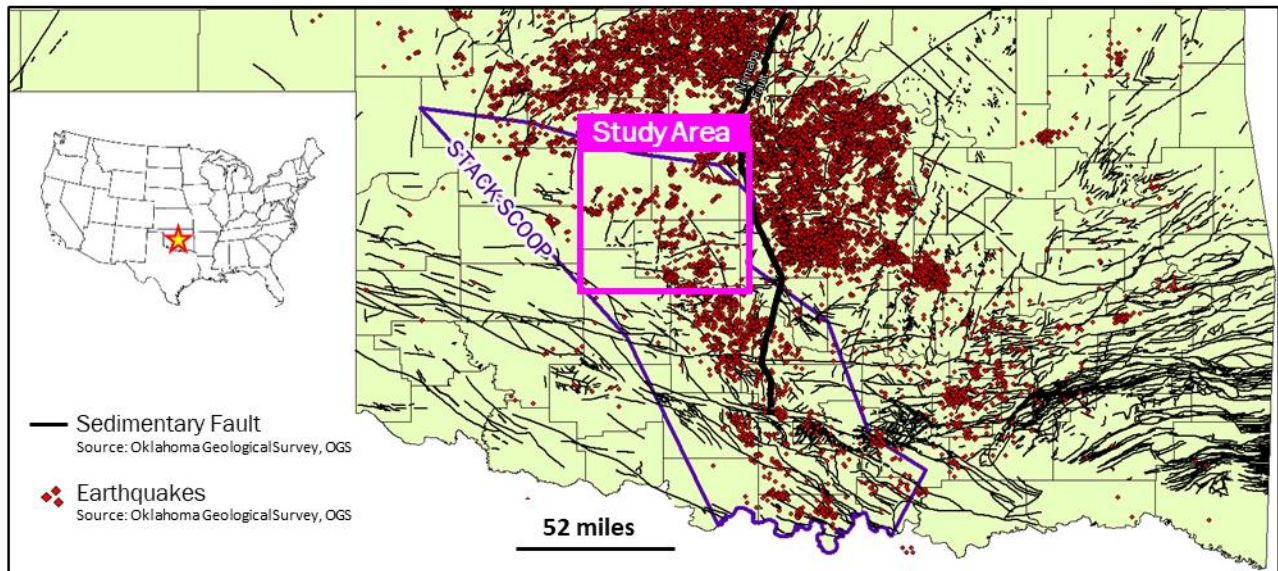 Nemaha
Fault
Study Area
STACK-SCOOP
Sedimentary Fault
Source: Oklahoma Geological Survey, OGS
Earthquakes
Source: Oklahoma Geological Survey, OGS
52 miles